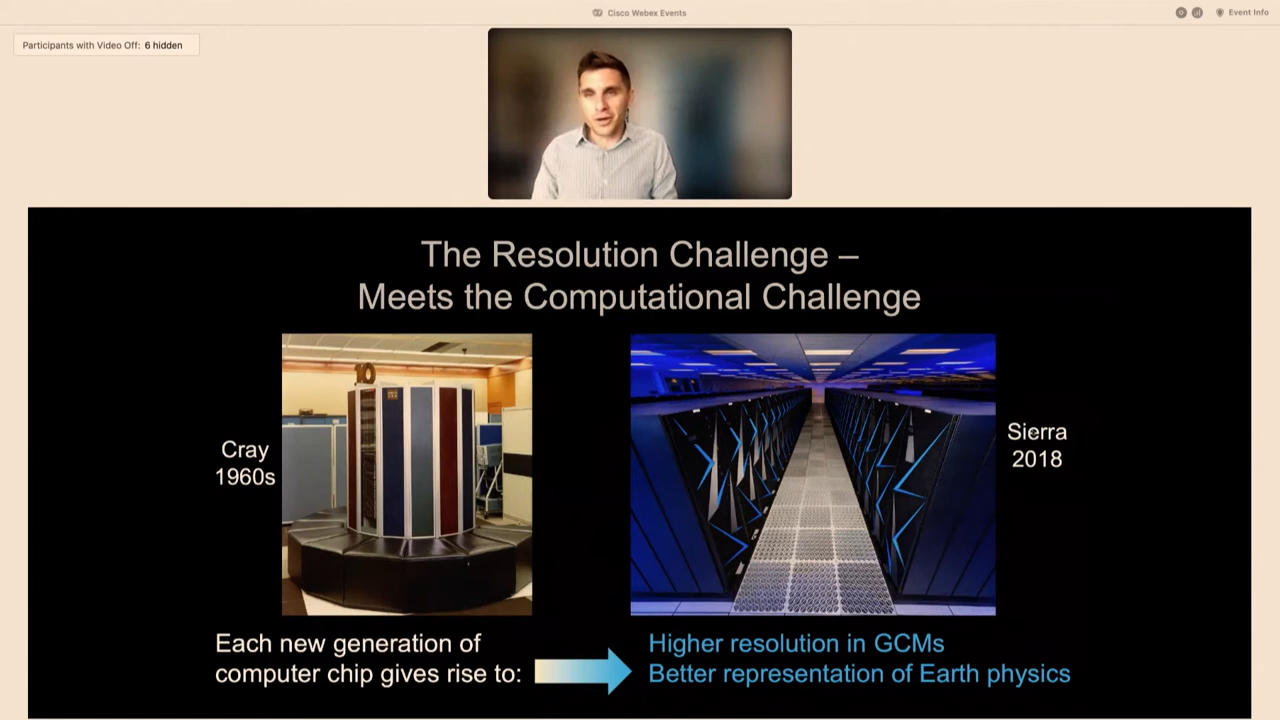 Cisco Webex Events
Event Info
Participants with Video Off: 6 hidden
The Resolution Challenge –
Meets the Computational Challenge
10
Cray
1960s
Sierra
2018
Each new generation of
computer chip gives rise to:
Higher resolution in GCMs
Better representation of Earth physics